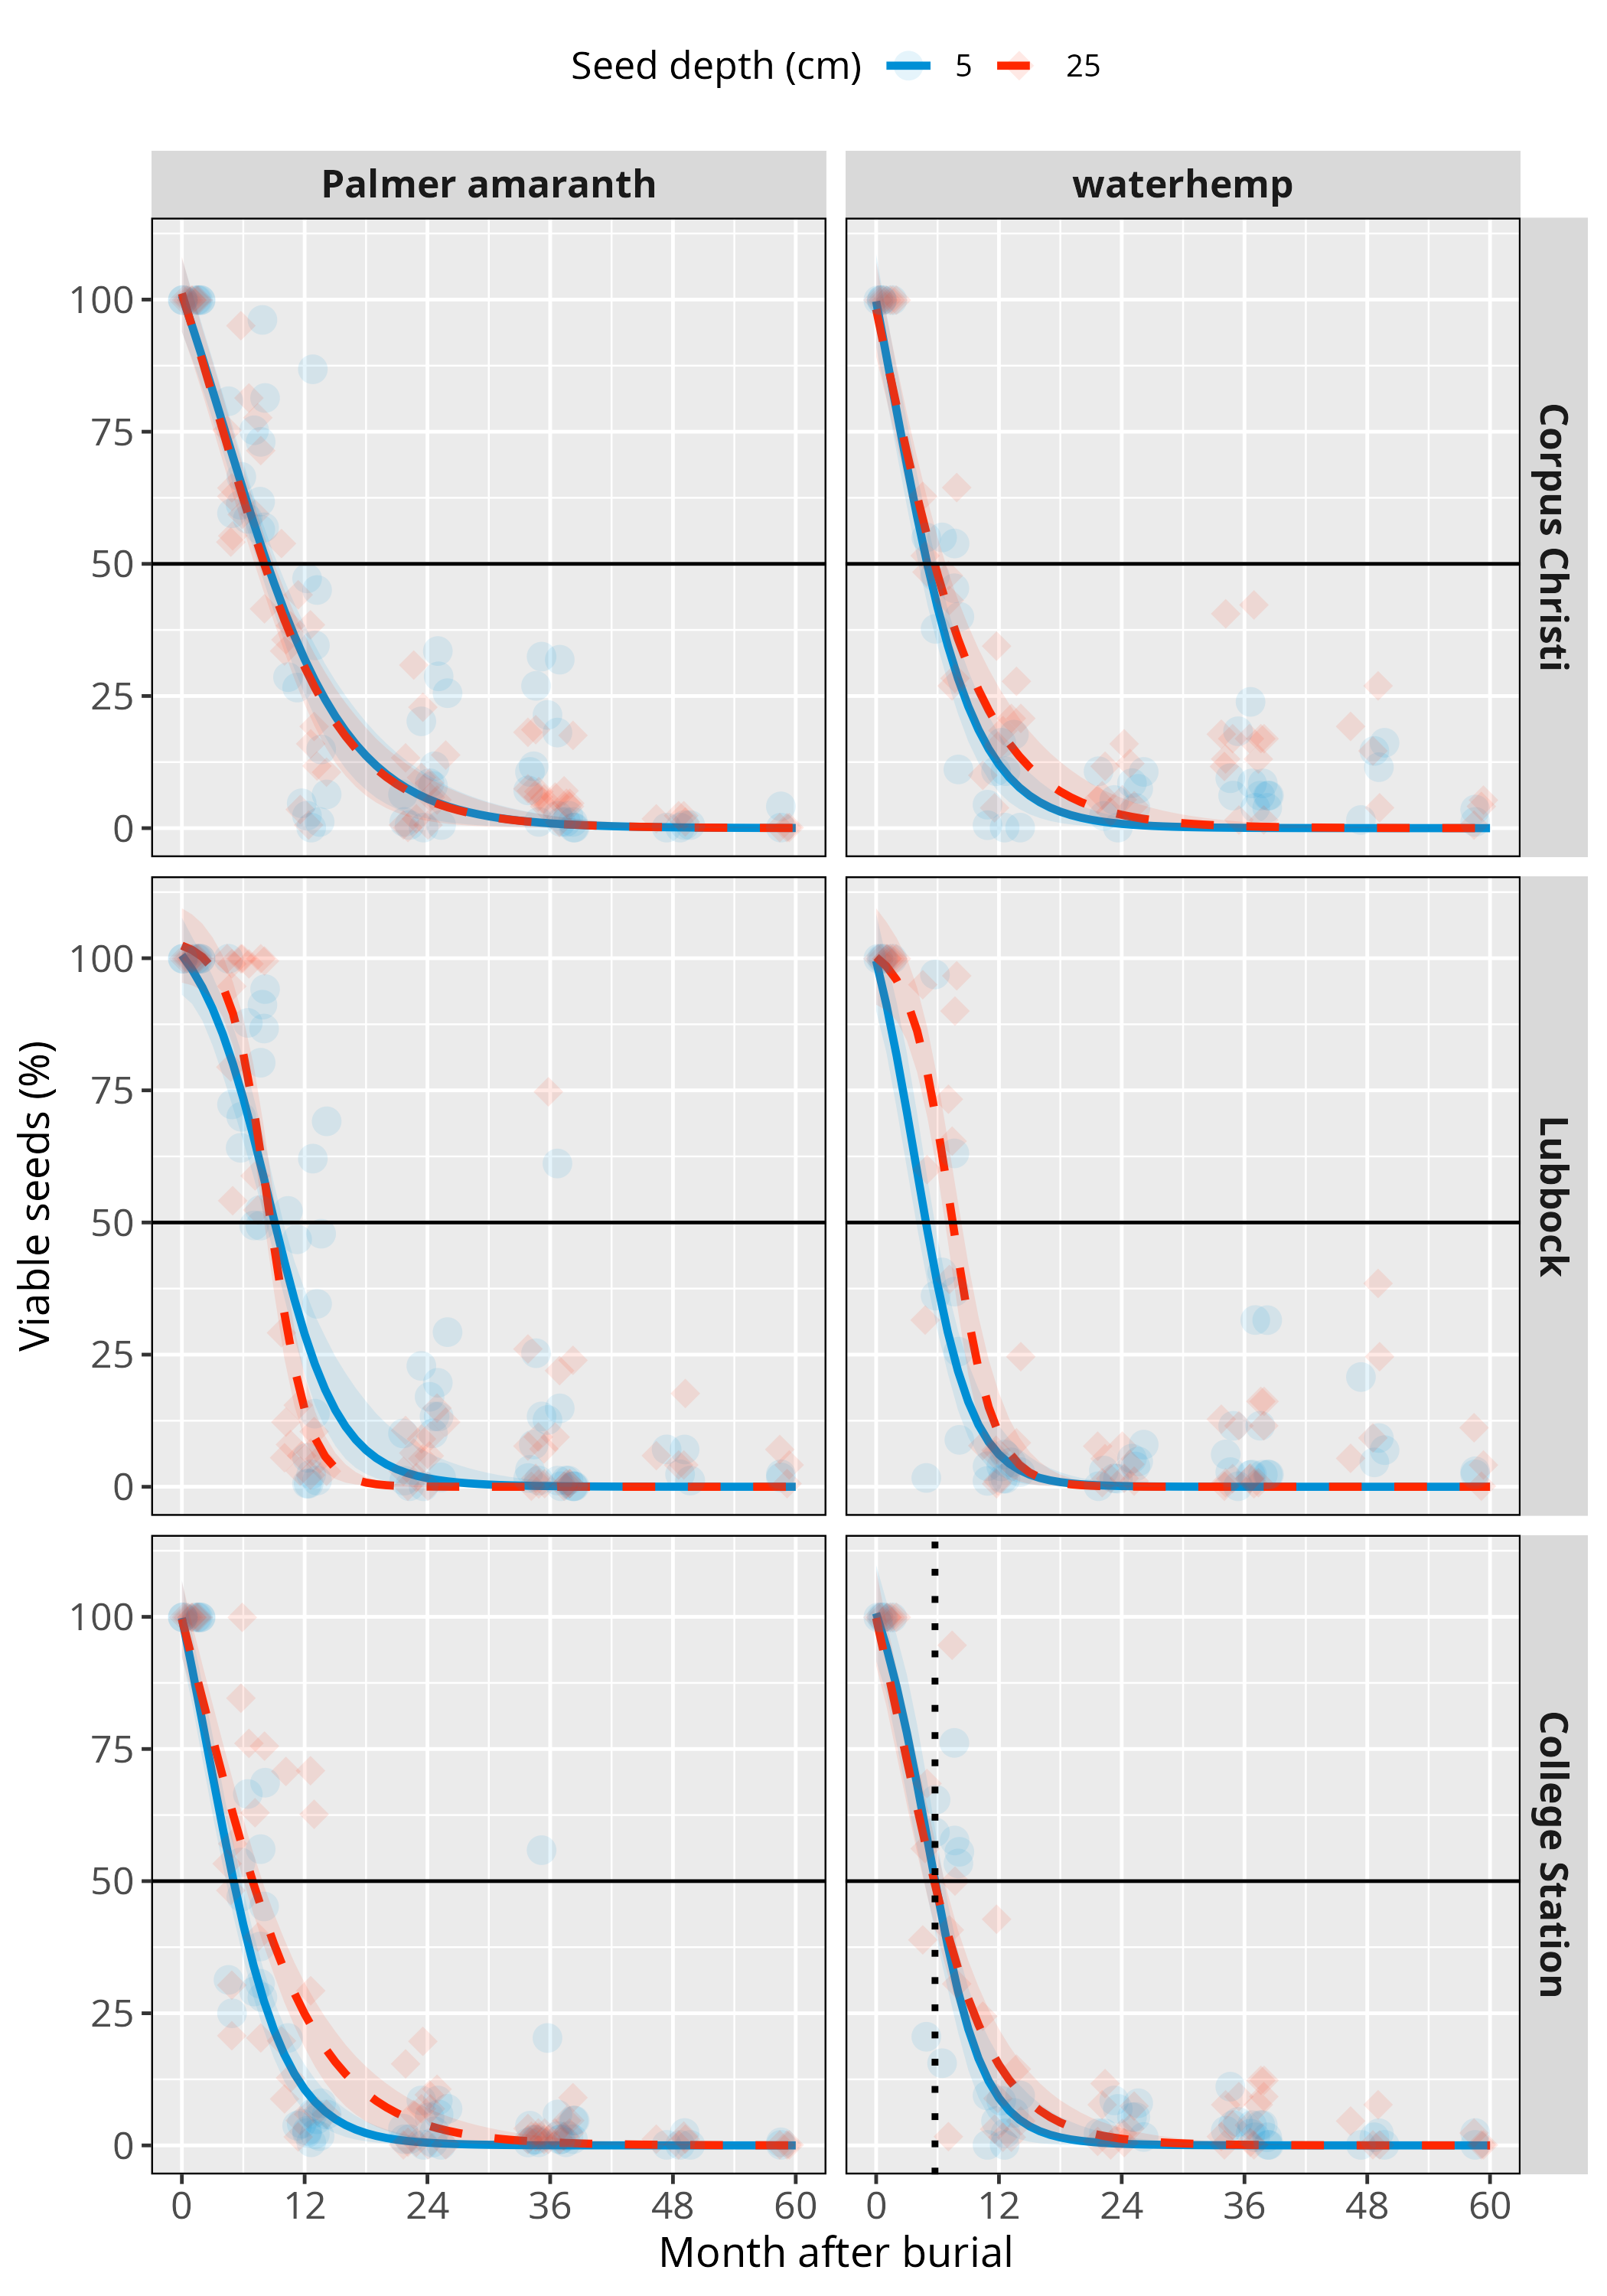 Seed depth (cm) 5 25
Palmer amaranth waterhemp
100
75
50
25
0
Corpus Christi
100
75
50
25
0
Lubbock
100
75
50
25
0
College Station
Viable seeds (%)
0 12 24 36 48 60 0 12 24 36 48 60
Month after burial